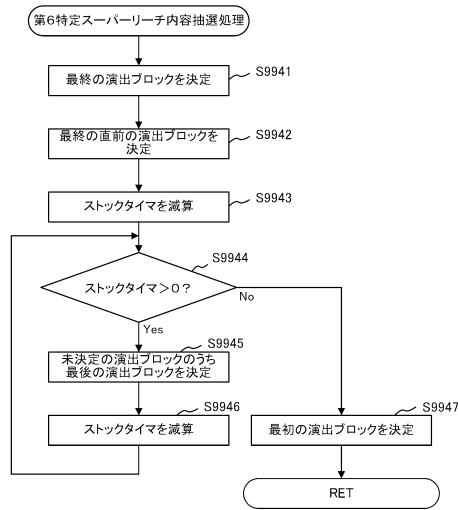 第６特定スーパーリーチ内容抽選処理
最終の演出ブロックを決定
S9941
最終の直前の演出ブロックを
決定
S9942
ストックタイマを減算
S9943
S9944
ストックタイマ＞０？
No
Yes
S9945
未決定の演出ブロックのうち
最後の演出ブロックを決定
S9946
ストックタイマを減算
S9947
最初の演出ブロックを決定
RET